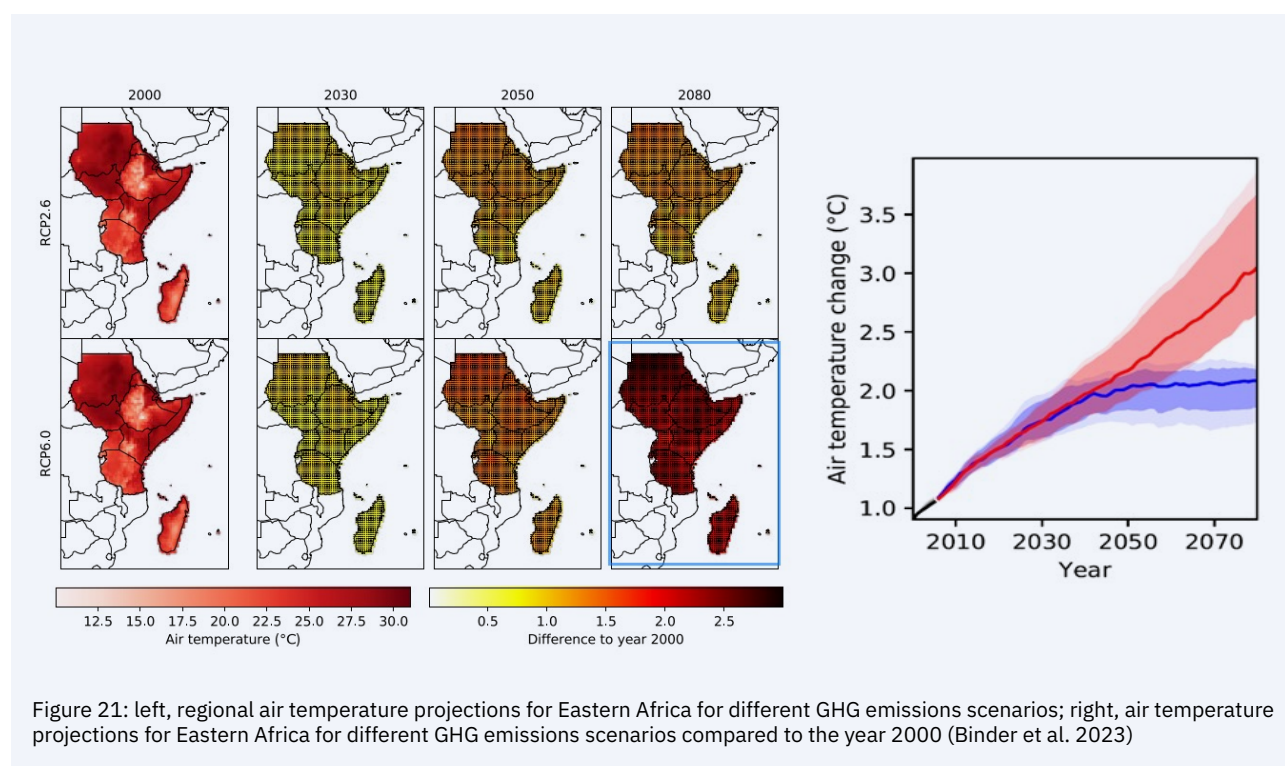 2000
2030
2050
2080
RCP2.6
RCP6.0
12.5 15.0 17.5 20.0 22.5 25.0 27.5 30.0
Air temperature (°C)
0.5 1.0 1.5 2.0 2.5
Difference to year 2000
Air temperature change (°C)
3.5
3.0
2.5
2.0
1.5
1.0
2010 2030 2050 2070
Year
Figure 21: left, regional air temperature projections for Eastern Africa for different GHG emissions scenarios; right, air temperature
projections for Eastern Africa for different GHG emissions scenarios compared to the year 2000 (Binder et al. 2023)